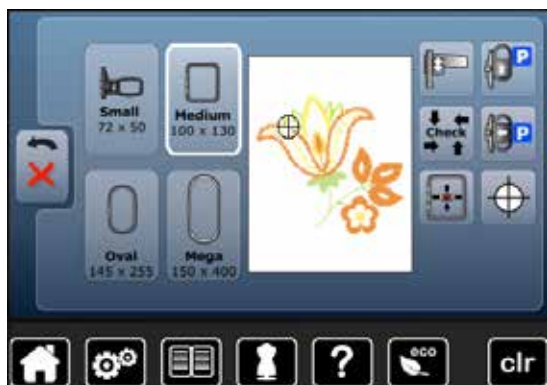 Small
72 x 50
Medium
100 x 130
P
Check
P
Oval
145 x 255
Mega
150 x 400
?
eco
clr